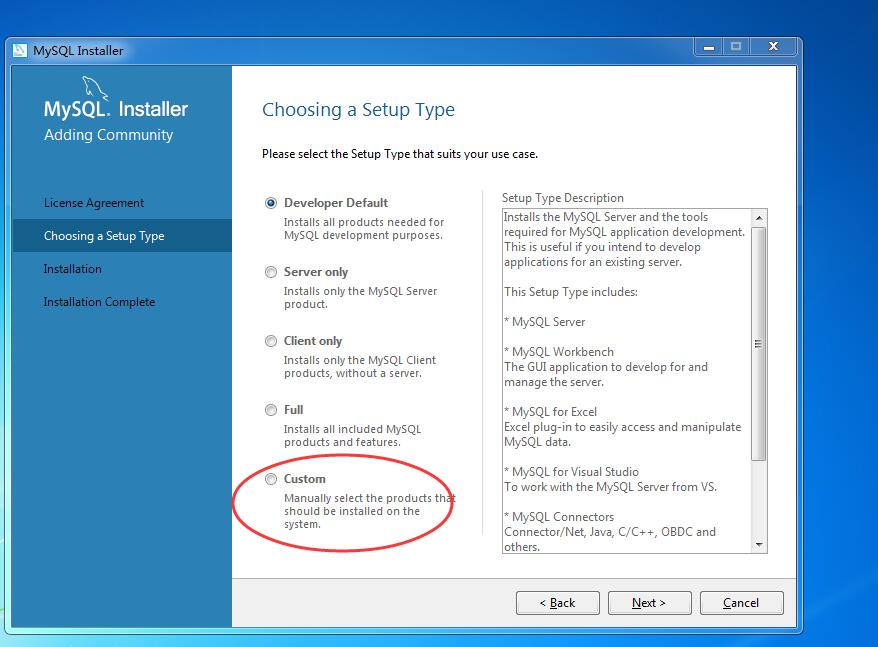 MySQL Installer
MySQL. Installer
Adding Community
License Agreement
Choosing a Setup Type
Installation
Installation Complete
Choosing a Setup Type
Please select the Setup Type that suits your use case.
Developer Default
Installs all products needed for
MySQL development purposes.
Server only
Installs only the MySQL Server
product.
Client only
Installs only the MySQL Client
products, without a server.
Full
Installs all included MySQL
products and features.
Custom
Manually select the products that
should be installed on the
system.
Setup Type Description
Installs the MySQL Server and the tools
required for MySQL application development.
This is useful if you intend to develop
applications for an existing server.
This Setup Type includes:
* MySQL Server
* MySQL Workbench
The GUI application to develop for and
manage the server.
* MySQL for Excel
Excel plug-in to easily access and manipulate
MySQL data.
* MySQL for Visual Studio
To work with the MySQL Server from VS.
* MySQL Connectors
Connector/Net, Java, C/C++, OBDC and
others.
< Back
Next >
Cancel